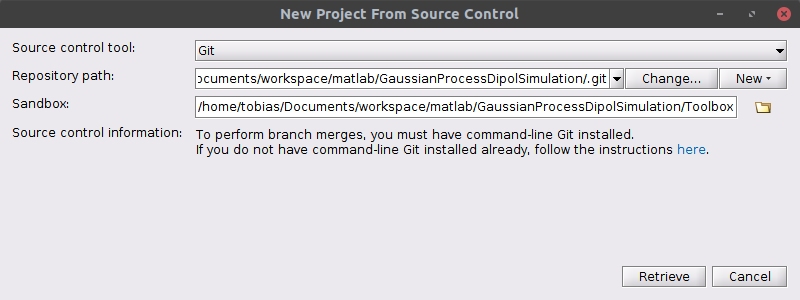 New Project From Source Control
Source control tool: Git
Repository path: ocuments/workspace/matlab/GaussianProcessDipolSimulation/.git Change... New
Sandbox: /home/tobias/Documents/workspace/matlab/GaussianProcessDipolSimulation/Toolbox
Source control information: To perform branch merges, you must have command-line Git installed.
If you do not have command-line Git installed already, follow the instructions here.
Retrieve Cancel